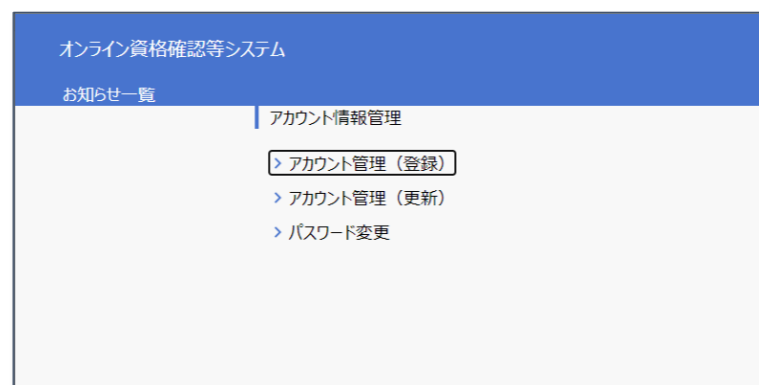 オンライン資格確認等システム
お知らせ一覧
アカウント情報管理
> アカウント管理（登録）
> アカウント管理（更新）
> パスワード変更